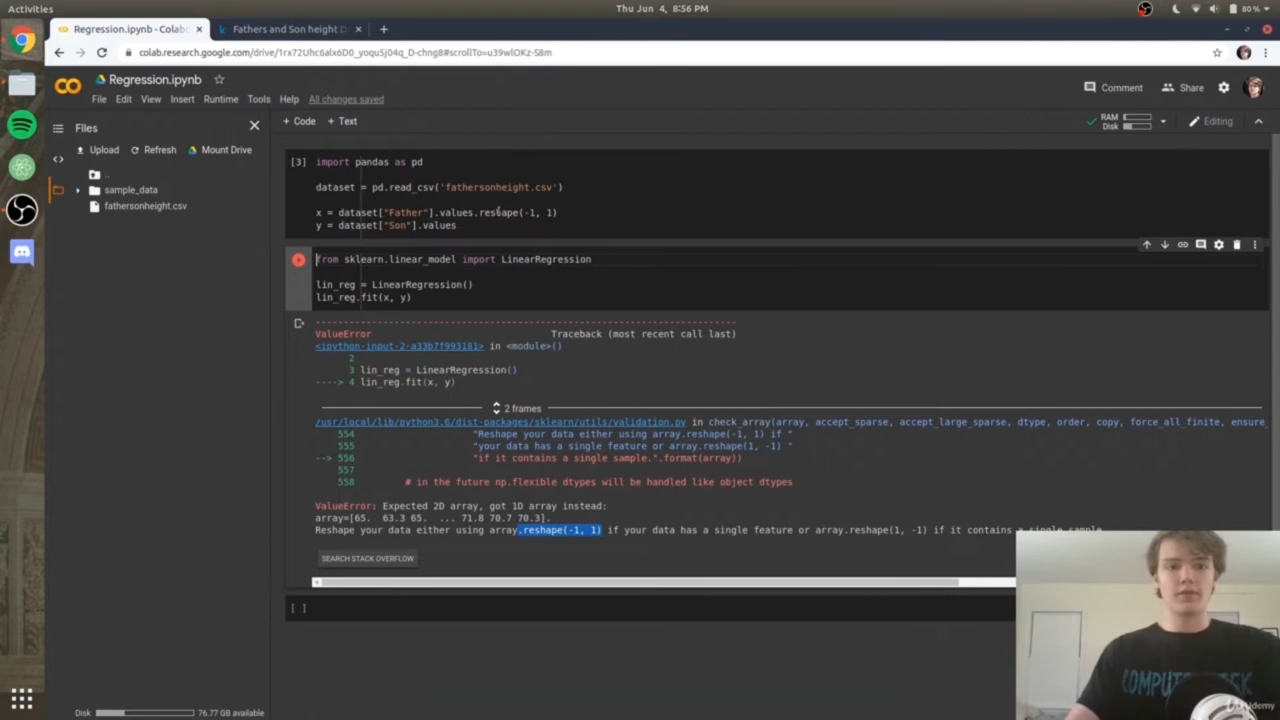 Activities
Thu Jun 4, 8:56 PM
80 %
Regression.ipynb - Colab
Fathers and Son height D
colab.research.google.com/drive/1rx72Uhc6alx6D0_yoqu5j04q_D-chng8#scrollTo=u39wlOKz-S8m
Regression.ipynb
File Edit View Insert Runtime Tools Help All changes saved
Comment Share
Files
+ Code + Text
RAM
Disk
Editing
Upload Refresh Mount Drive
..
sample_data
fathersonheight.csv
[3] import pandas as pd
dataset = pd.read_csv('fathersonheight.csv')
x = dataset["Father"].values.reshape(-1, 1)
y = dataset["Son"].values
from sklearn.linear_model import LinearRegression
lin_reg = LinearRegression()
lin_reg.fit(x, y)
---------------------------------------------------------------------------
ValueError Traceback (most recent call last)
<ipython-input-2-a33b7f993181> in <module>()
2
3 lin_reg = LinearRegression()
----> 4 lin_reg.fit(x, y)
2 frames
/usr/local/lib/python3.6/dist-packages/sklearn/utils/validation.py in check_array(array, accept_sparse, accept_large_sparse, dtype, order, copy, force_all_finite, ensure_
554 "Reshape your data either using array.reshape(-1, 1) if "
555 "your data has a single feature or array.reshape(1, -1) "
--> 556 "if it contains a single sample.".format(array))
557
558 # in the future np.flexible dtypes will be handled like object dtypes
ValueError: Expected 2D array, got 1D array instead:
array=[65. 63.3 65. ... 71.8 70.7 70.3].
Reshape your data either using array.reshape(-1, 1) if your data has a single feature or array.reshape(1, -1) if it contains a single sample.
SEARCH STACK OVERFLOW
[ ]
Disk 76.77 GB available
Udemy